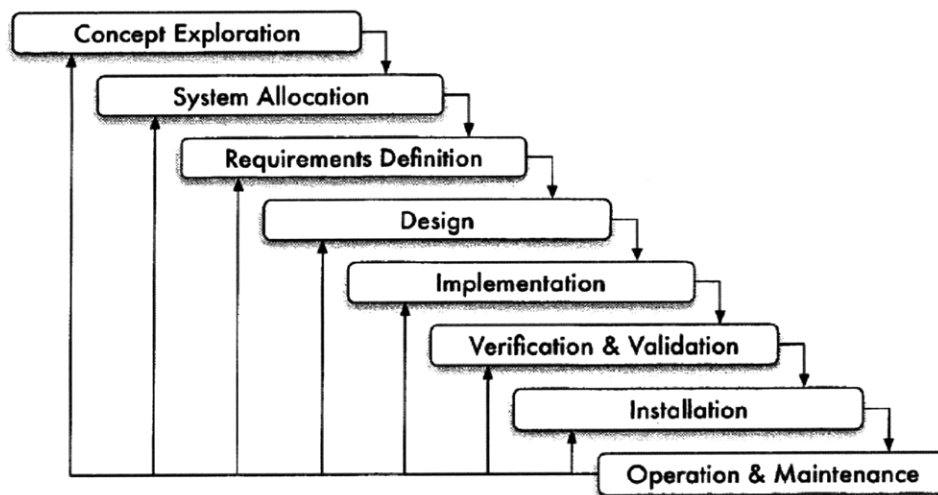 Concept Exploration
System Allocation
Requirements Definition
Design
Implementation
Verification & Validation
Installation
Operation & Maintenance